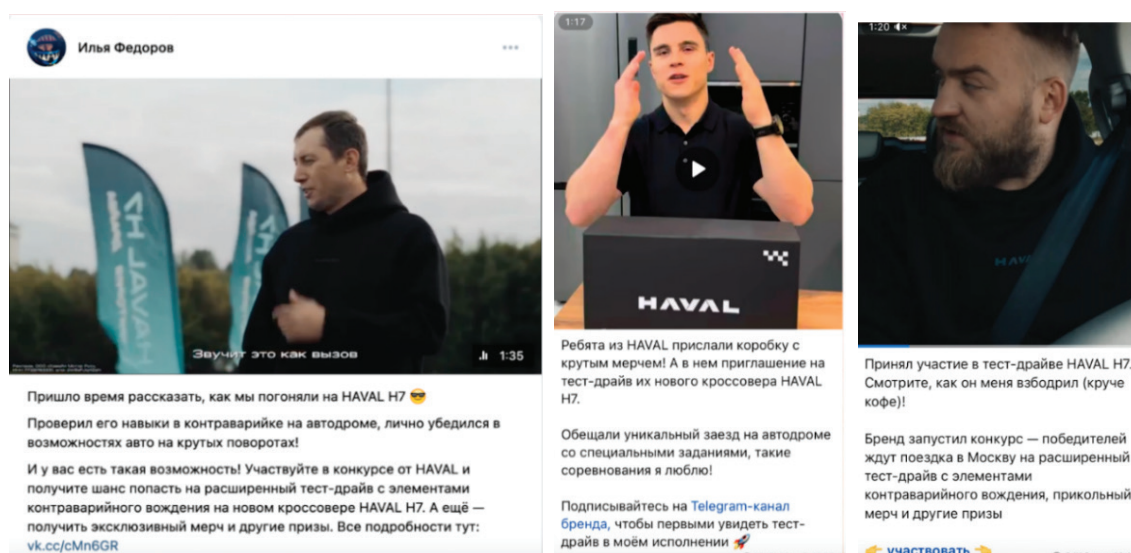 Илья Федоров
HAVAL H7
H7
Звучит это как вызов
1:35
Пришло время рассказать, как мы погоняли на HAVAL H7 😎
Проверил его навыки в контраварийке на автодроме, лично убедился в
возможностях авто на крутых поворотах!
И у вас есть такая возможность! Участвуйте в конкурсе от HAVAL и
получите шанс попасть на расширенный тест-драйв с элементами
контраварийного вождения на новом кроссовере HAVAL H7. А ещё —
получить эксклюзивный мерч и другие призы. Все подробности тут:
vk.cc/cMn6GR
1:17
HAVAL
Ребята из HAVAL прислали коробку с
крутым мерчем! А в нем приглашение на
тест-драйв их нового кроссовера HAVAL
H7.
Обещали уникальный заезд на автодроме
со специальными заданиями, такие
соревнования я люблю!
Подписывайтесь на Telegram-канал
бренда, чтобы первыми увидеть тест-
драйв в моём исполнении 🚀
1:20
HAVAL
Принял участие в тест-драйве HAVAL H7.
Смотрите, как он меня взбодрил (круче
кофе)!
Бренд запустил конкурс — победителей
ждут поездка в Москву на расширенный
тест-драйв с элементами
контраварийного вождения, прикольный
мерч и другие призы
👉 участвовать 👈